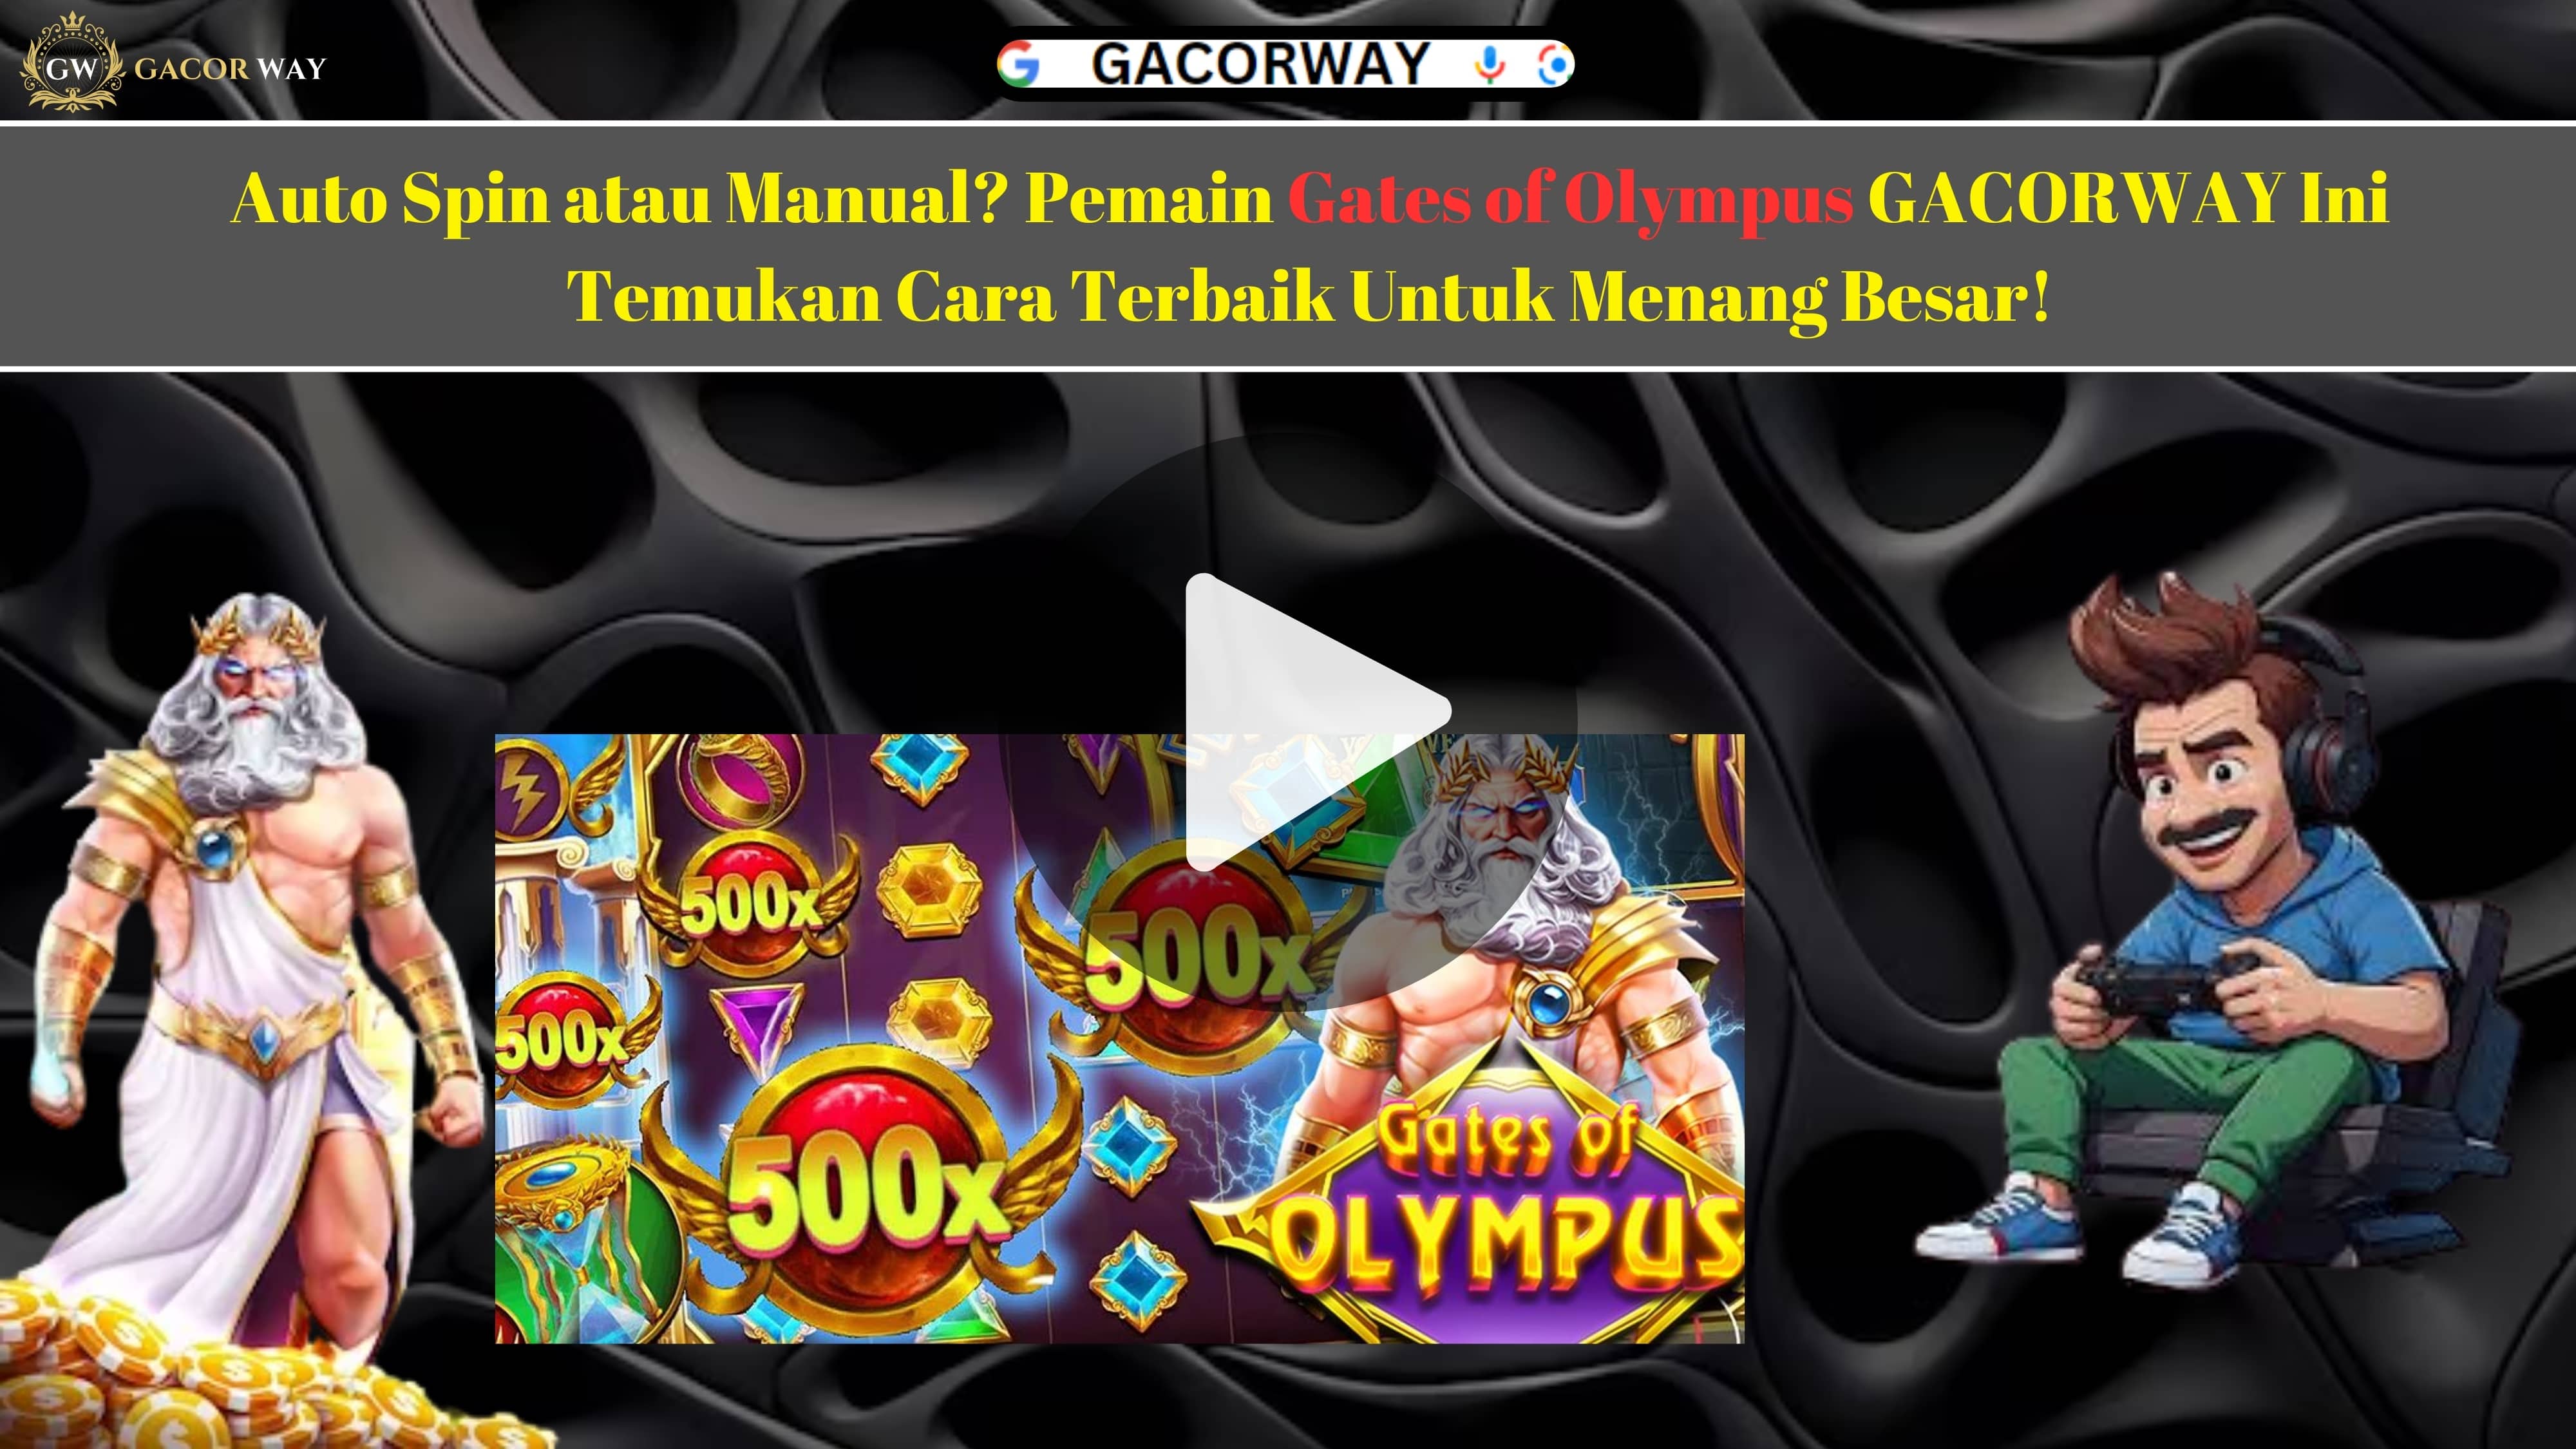 GW GACOR WAY
GACORWAY
Auto Spin atau Manual? Pemain Gates of Olympus GACORWAY Ini
Temukan Cara Terbaik Untuk Menang Besar!
500x
500x
500x
500x
Gates of
OLYMPUS